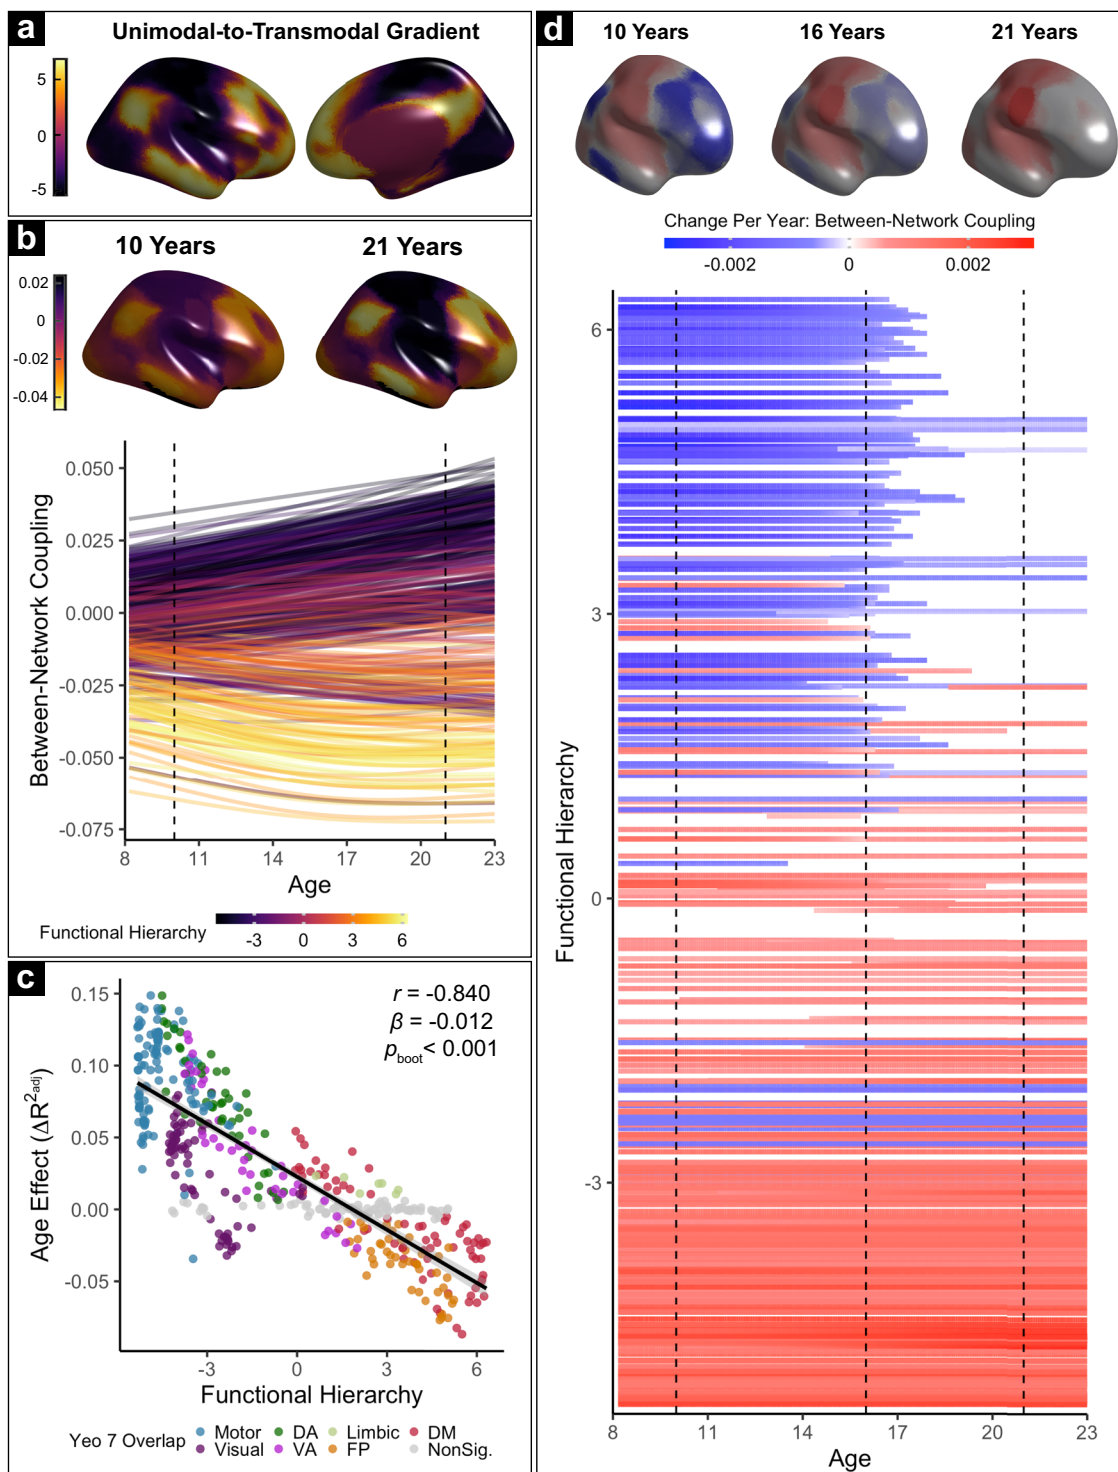 a
Unimodal-to-Transmodal Gradient
5
0
-5
b
10 Years
21 Years
0.02
0
-0.02
-0.04
0.050
0.025
0.000
-0.025
-0.050
-0.075
Between-Network Coupling
8
11
14
17
20
23
Age
Functional Hierarchy
-3
0
3
6
c
0.15
0.10
0.05
0.00
-0.05
Age Effect (ΔR²adj)
r = -0.840
β = -0.012
pboot< 0.001
-3
0
3
6
Functional Hierarchy
Yeo 7 Overlap
Motor
DA
Limbic
DM
Visual
VA
FP
NonSig.
d
10 Years
16 Years
21 Years
Change Per Year: Between-Network Coupling
-0.002
0
0.002
6
3
0
-3
Functional Hierarchy
8
11
14
17
20
23
Age